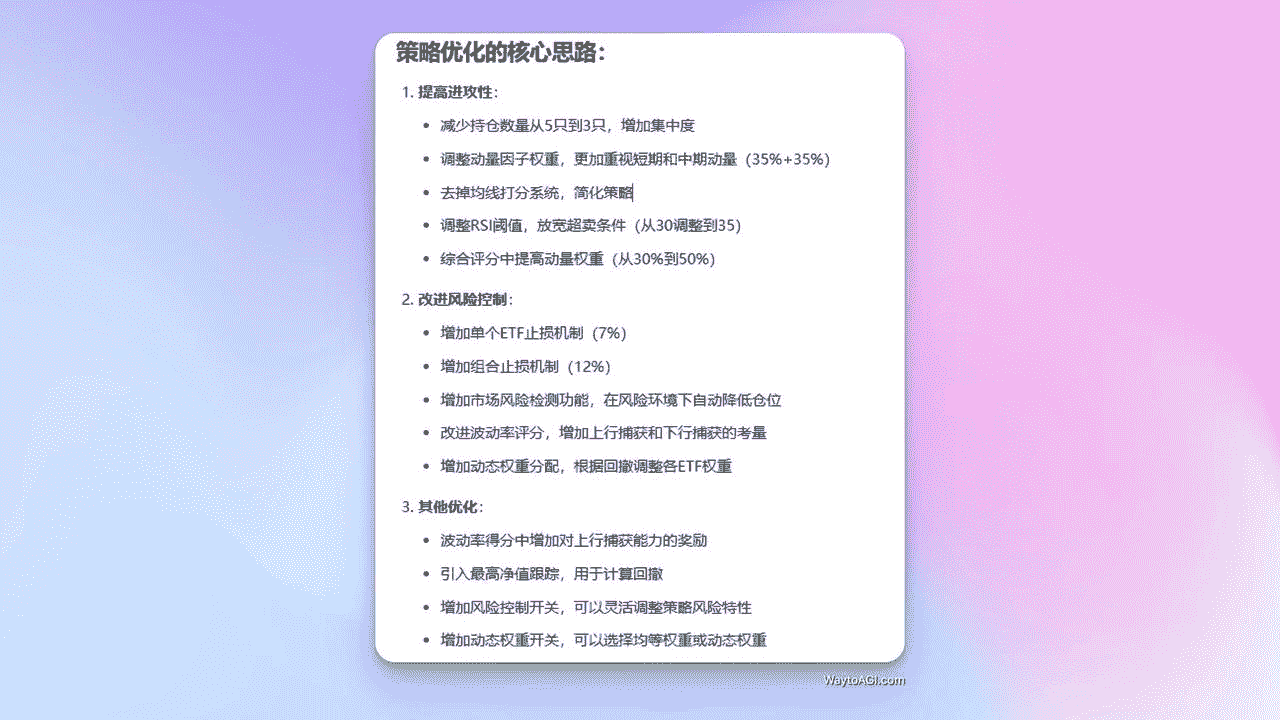 策略优化的核心思路：
1. 提高进攻性：
• 减少持仓数量从5只到3只，增加集中度
• 调整动量因子权重，更加重视短期和中期动量（35%+35%）
• 去掉均线打分系统，简化策略
• 调整RSI阈值，放宽超卖条件（从30调整到35）
• 综合评分中提高动量权重（从30%到50%）
2. 改进风险控制：
• 增加单个ETF止损机制（7%）
• 增加组合止损机制（12%）
• 增加市场风险检测功能，在风险环境下自动降低仓位
• 改进波动率评分，增加上行捕获和下行捕获的考量
• 增加动态权重分配，根据回撤调整各ETF权重
3. 其他优化：
• 波动率得分中增加对上行捕获能力的奖励
• 引入最高净值跟踪，用于计算回撤
• 增加风险控制开关，可以灵活调整策略风险特性
• 增加动态权重开关，可以选择均等权重或动态权重
WaytoAGI.com